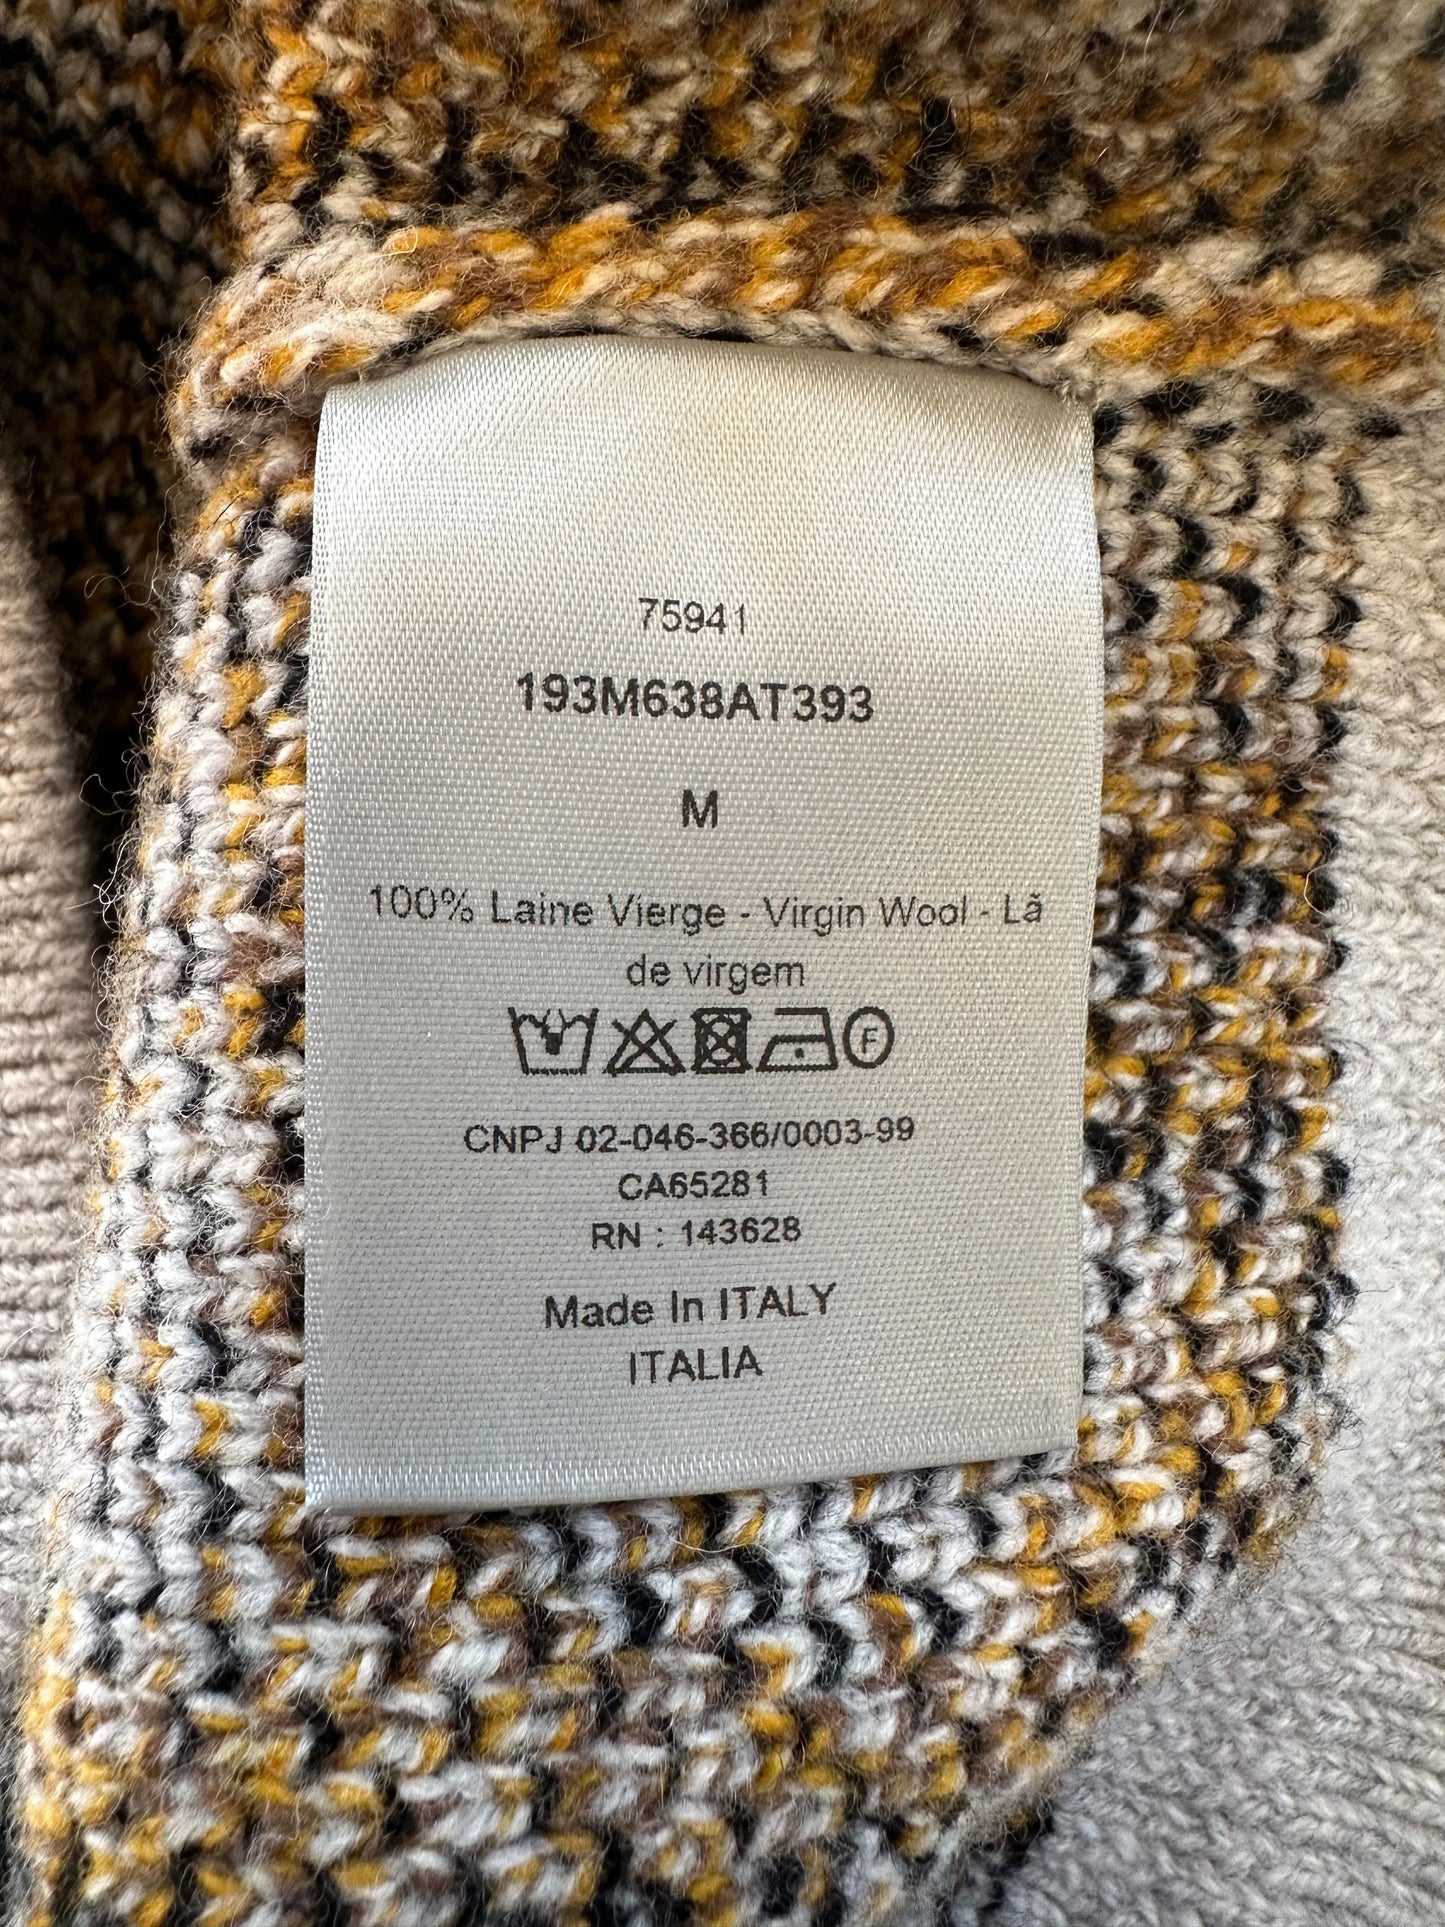 75941
193M638AT393
M
100% Laine Vierge - Virgin Wool - Lã
de virgem
F
CNPJ 02-046-366/0003-99
CA65281
RN : 143628
Made In ITALY
ITALIA